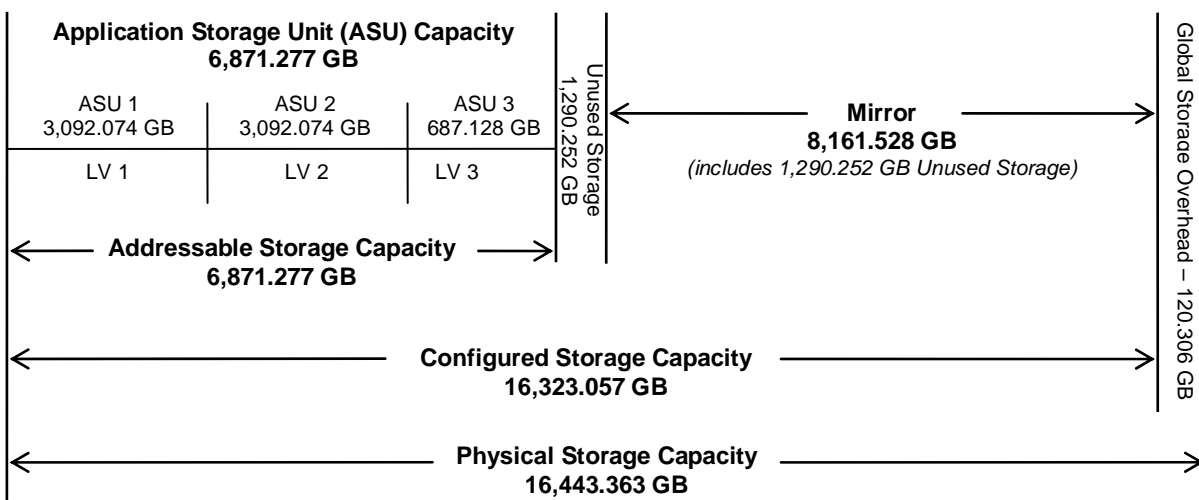 Application Storage Unit (ASU) Capacity
6,871.277 GB
ASU 1
3,092.074 GB
ASU 2
3,092.074 GB
ASU 3
687.128 GB
LV 1
LV 2
LV 3
Unused Storage
1,290.252 GB
Mirror
8,161.528 GB
(includes 1,290.252 GB Unused Storage)
Global Storage Overhead – 120.306 GB
Addressable Storage Capacity
6,871.277 GB
Configured Storage Capacity
16,323.057 GB
Physical Storage Capacity
16,443.363 GB